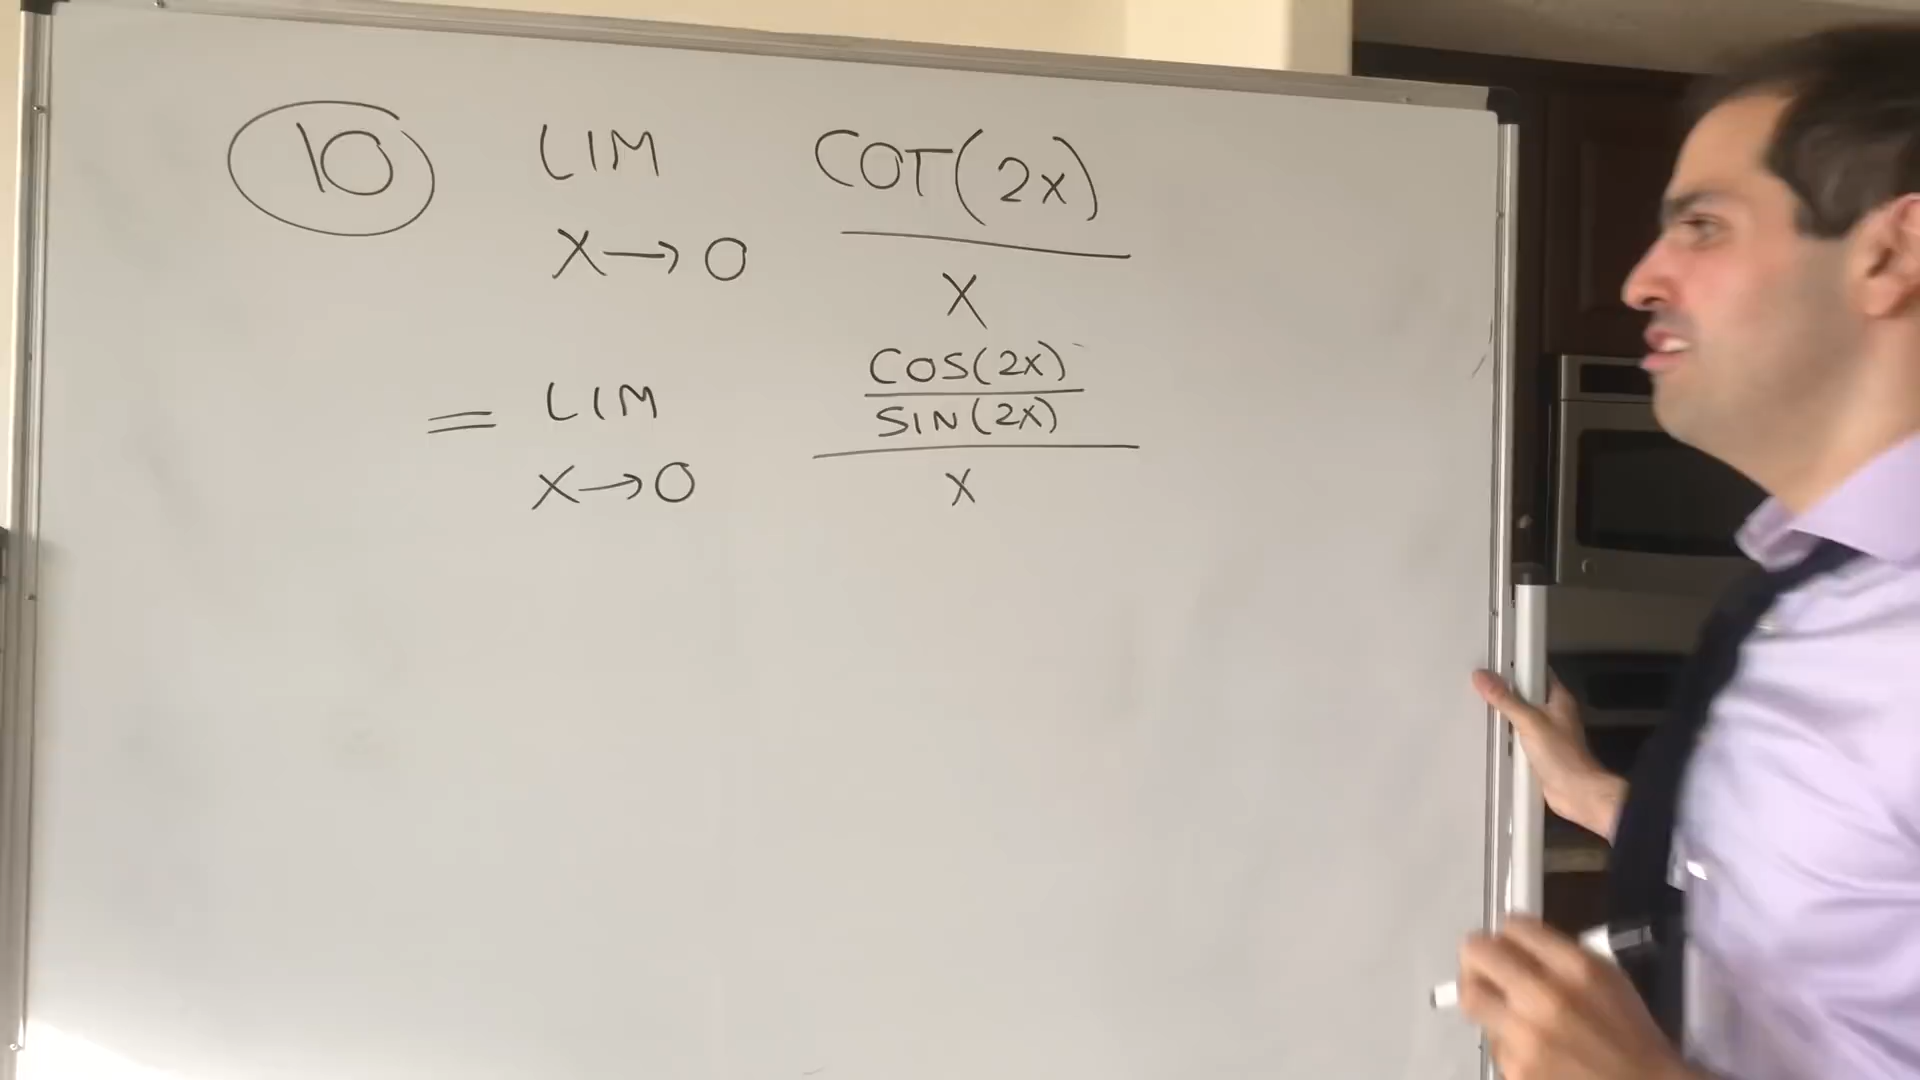 10 LIM COT(2x)
x→0 x
= LIM COS(2x)
SIN(2x)
x→0 x